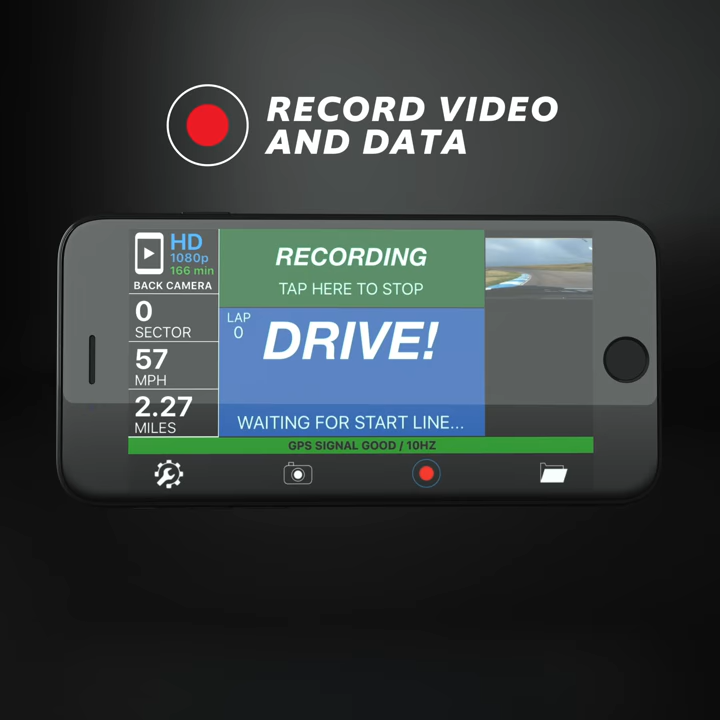 RECORD VIDEO
AND DATA
HD
1080p
166 min
BACK CAMERA
0
SECTOR
57
MPH
2.27
MILES
RECORDING
TAP HERE TO STOP
LAP
0
DRIVE!
WAITING FOR START LINE...
GPS SIGNAL GOOD / 10HZ